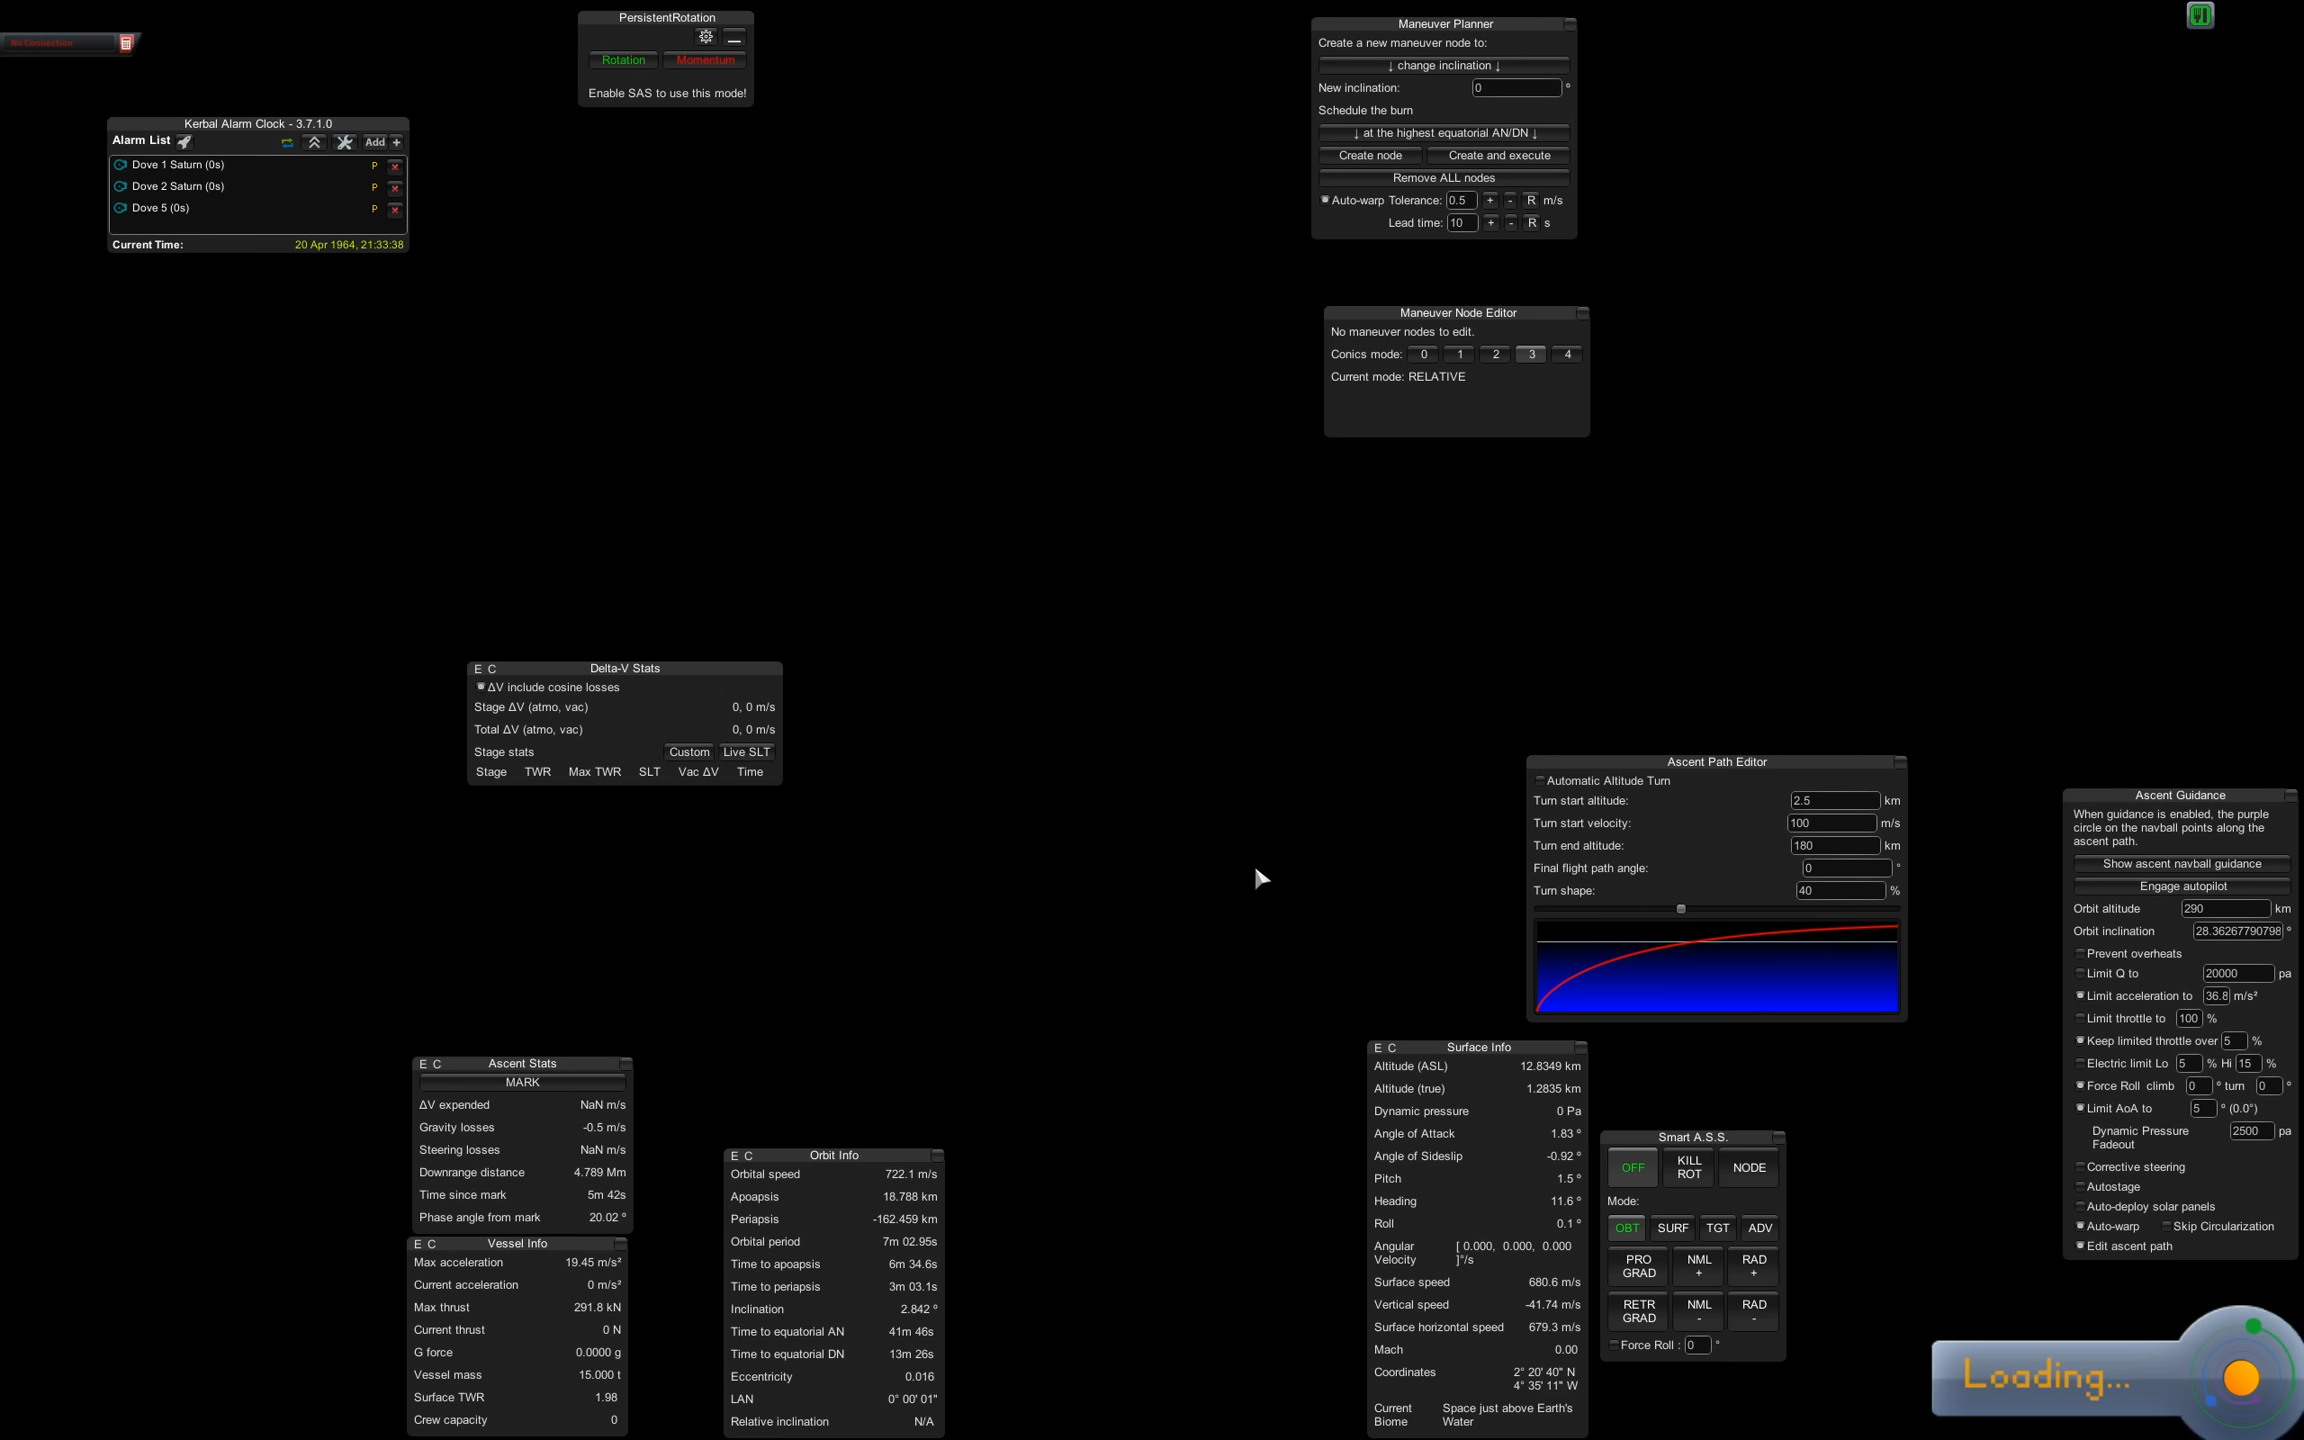 No Connection
PersistentRotation
Rotation Momentum
Enable SAS to use this mode!
Kerbal Alarm Clock - 3.7.1.0
Alarm List Add +
Dove 1 Saturn (0s) P
Dove 2 Saturn (0s) P
Dove 5 (0s) P
Current Time: 20 Apr 1964, 21:33:38
Maneuver Planner
Create a new maneuver node to:
↓ change inclination ↓
New inclination: 0 º
Schedule the burn
↓ at the highest equatorial AN/DN ↓
Create node Create and execute
Remove ALL nodes
Auto-warp Tolerance: 0.5 + - R m/s
Lead time: 10 + - R s
Maneuver Node Editor
No maneuver nodes to edit.
Conics mode: 0 1 2 3 4
Current mode: RELATIVE
E C Delta-V Stats
ΔV include cosine losses
Stage ΔV (atmo, vac) 0, 0 m/s
Total ΔV (atmo, vac) 0, 0 m/s
Stage stats Custom Live SLT
Stage TWR Max TWR SLT Vac ΔV Time
Ascent Path Editor
Automatic Altitude Turn
Turn start altitude: 2.5 km
Turn start velocity: 100 m/s
Turn end altitude: 180 km
Final flight path angle: 0 °
Turn shape: 40 %
Ascent Guidance
When guidance is enabled, the purple
circle on the navball points along the
ascent path.
Show ascent navball guidance
Engage autopilot
Orbit altitude 290 km
Orbit inclination 28.36267790798 º
Prevent overheats
Limit Q to 20000 pa
Limit acceleration to 36.8 m/s²
Limit throttle to 100 %
Keep limited throttle over 5 %
Electric limit Lo 5 % Hi 15 %
Force Roll climb 0 º turn 0 º
Limit AoA to 5 º (0.0°)
Dynamic Pressure 2500 pa
Fadeout
Corrective steering
Autostage
Auto-deploy solar panels
Auto-warp Skip Circularization
Edit ascent path
E C Ascent Stats
MARK
ΔV expended NaN m/s
Gravity losses -0.5 m/s
Steering losses NaN m/s
Downrange distance 4.789 Mm
Time since mark 5m 42s
Phase angle from mark 20.02 º
E C Vessel Info
Max acceleration 19.45 m/s²
Current acceleration 0 m/s²
Max thrust 291.8 kN
Current thrust 0 N
G force 0.0000 g
Vessel mass 15.000 t
Surface TWR 1.98
Crew capacity 0
E C Orbit Info
Orbital speed 722.1 m/s
Apoapsis 18.788 km
Periapsis -162.459 km
Orbital period 7m 02.95s
Time to apoapsis 6m 34.6s
Time to periapsis 3m 03.1s
Inclination 2.842 º
Time to equatorial AN 41m 46s
Time to equatorial DN 13m 26s
Eccentricity 0.016
LAN 0° 00' 01"
Relative inclination N/A
E C Surface Info
Altitude (ASL) 12.8349 km
Altitude (true) 1.2835 km
Dynamic pressure 0 Pa
Angle of Attack 1.83 º
Angle of Sideslip -0.92 º
Pitch 1.5 º
Heading 11.6 º
Roll 0.1 º
Angular [ 0.000, 0.000, 0.000
Velocity ]°/s
Surface speed 680.6 m/s
Vertical speed -41.74 m/s
Surface horizontal speed 679.3 m/s
Mach 0.00
Coordinates 2° 20' 40" N
4° 35' 11" W
Current Space just above Earth's
Biome Water
Smart A.S.S.
OFF KILL ROT NODE
Mode:
OBT SURF TGT ADV
PRO GRAD NML + RAD +
RETR GRAD NML - RAD -
Force Roll : 0 °
Loading...